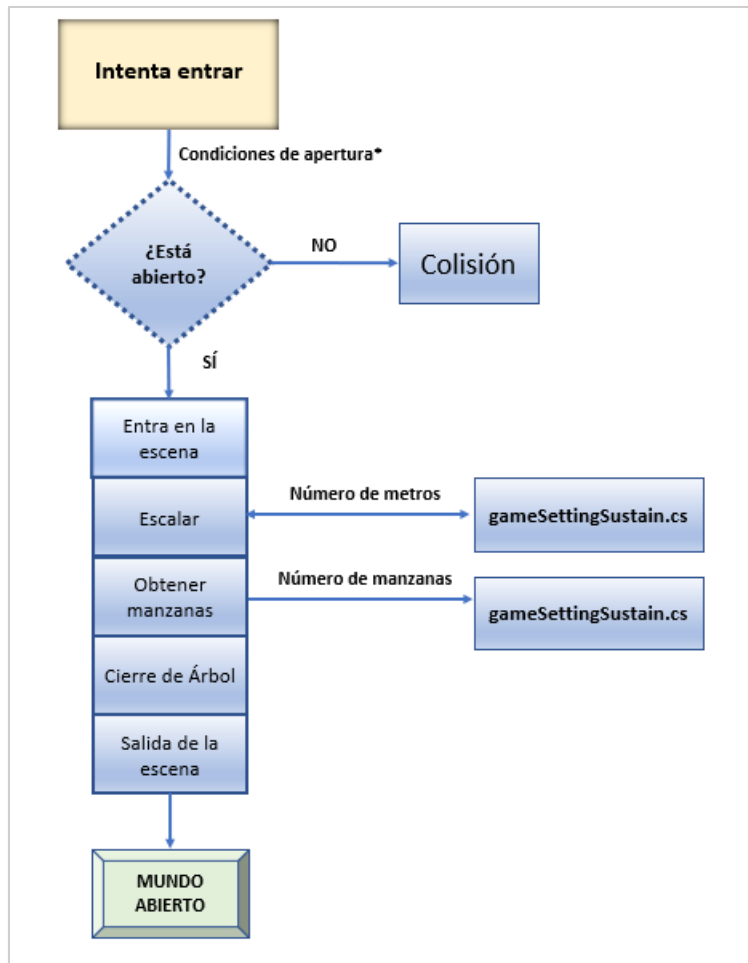 Intenta entrar
Condiciones de apertura*
¿Está
abierto?
NO
Colisión
SÍ
Entra en la
escena
Escalar
Número de metros
gameSettingSustain.cs
Obtener
manzanas
Número de manzanas
gameSettingSustain.cs
Cierre de Árbol
Salida de la
escena
MUNDO
ABIERTO